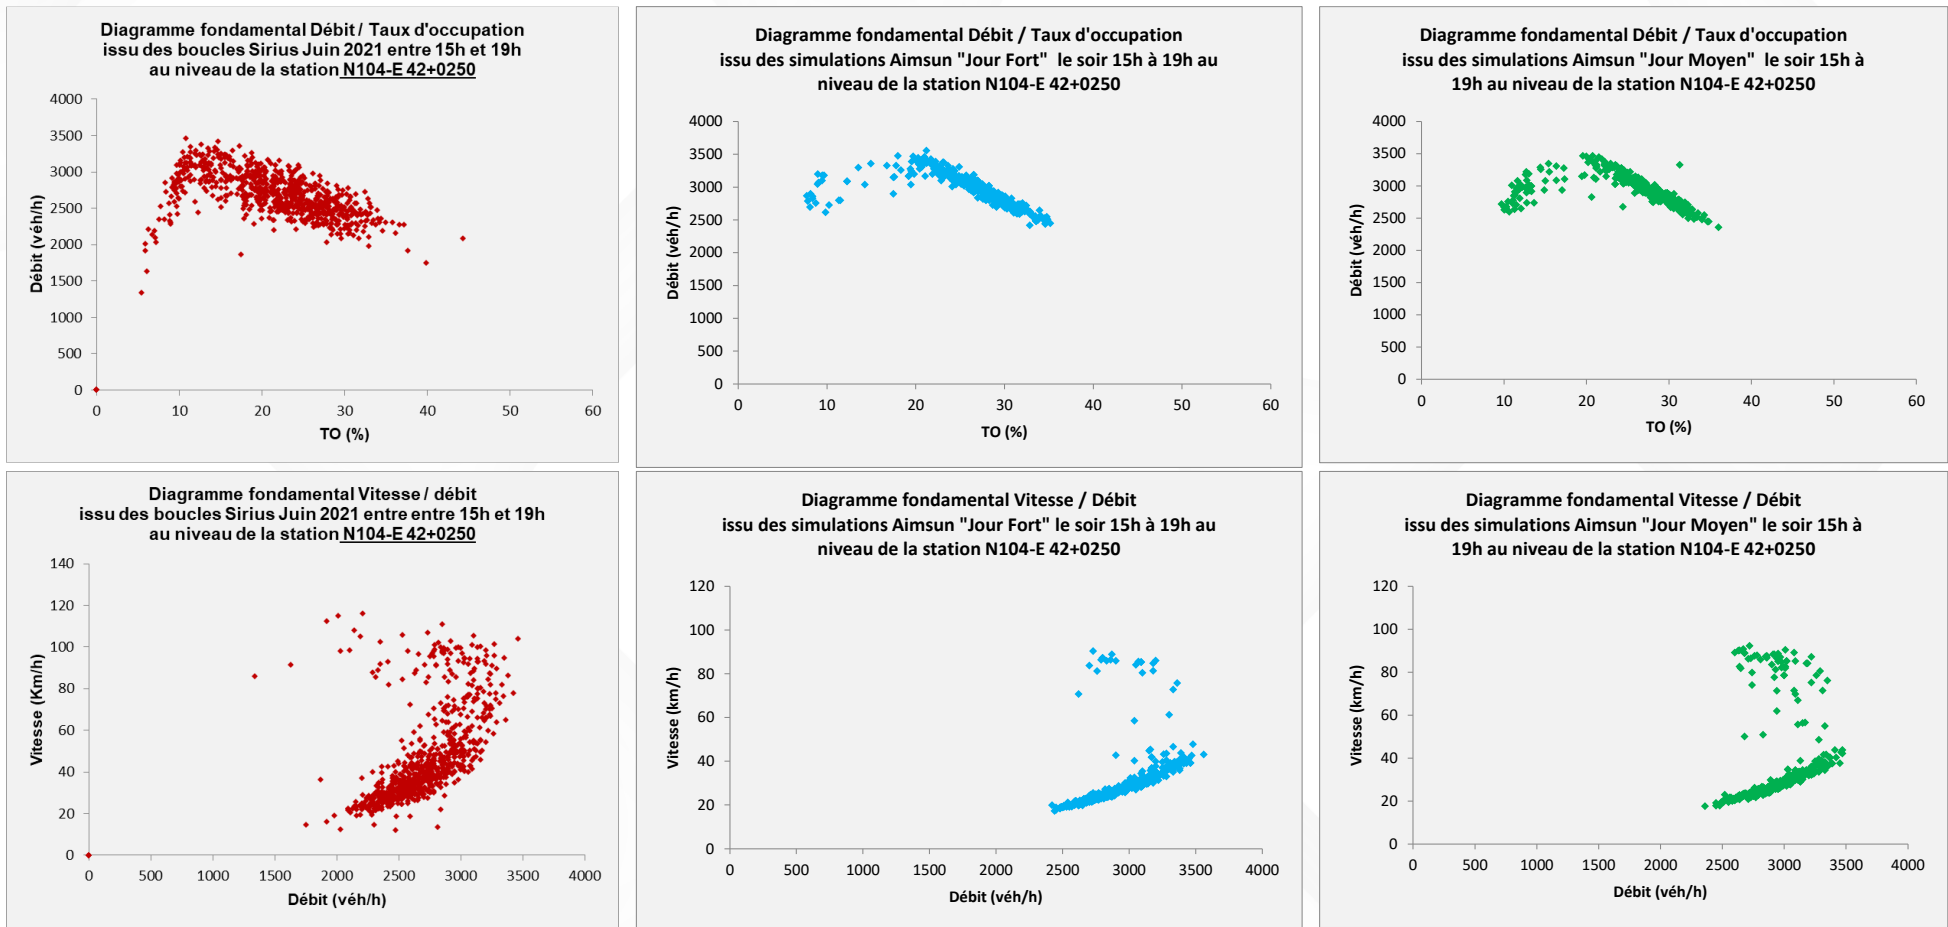 Diagramme fondamental Débit / Taux d'occupation
issu des boucles Sirius Juin 2021 entre 15h et 19h
au niveau de la station N104-E 42+0250
4000
3500
3000
2500
2000
1500
1000
500
0
Débit (véh/h)
0 10 20 30 40 50 60
TO (%)
Diagramme fondamental Débit / Taux d'occupation
issu des simulations Aimsun "Jour Fort" le soir 15h à 19h au
niveau de la station N104-E 42+0250
4000
3500
3000
2500
2000
1500
1000
500
0
Débit (véh/h)
0 10 20 30 40 50 60
TO (%)
Diagramme fondamental Débit / Taux d'occupation
issu des simulations Aimsun "Jour Moyen" le soir 15h à
19h au niveau de la station N104-E 42+0250
4000
3500
3000
2500
2000
1500
1000
500
0
Débit (véh/h)
0 10 20 30 40 50 60
TO (%)
Diagramme fondamental Vitesse / débit
issu des boucles Sirius Juin 2021 entre entre 15h et 19h
au niveau de la station N104-E 42+0250
140
120
100
80
60
40
20
0
Vitesse (Km/h)
0 500 1000 1500 2000 2500 3000 3500 4000
Débit (véh/h)
Diagramme fondamental Vitesse / Débit
issu des simulations Aimsun "Jour Fort" le soir 15h à 19h au
niveau de la station N104-E 42+0250
120
100
80
60
40
20
0
Vitesse (km/h)
0 500 1000 1500 2000 2500 3000 3500 4000
Débit (véh/h)
Diagramme fondamental Vitesse / Débit
issu des simulations Aimsun "Jour Moyen" le soir 15h à
19h au niveau de la station N104-E 42+0250
120
100
80
60
40
20
0
Vitesse (km/h)
0 500 1000 1500 2000 2500 3000 3500 4000
Débit (véh/h)